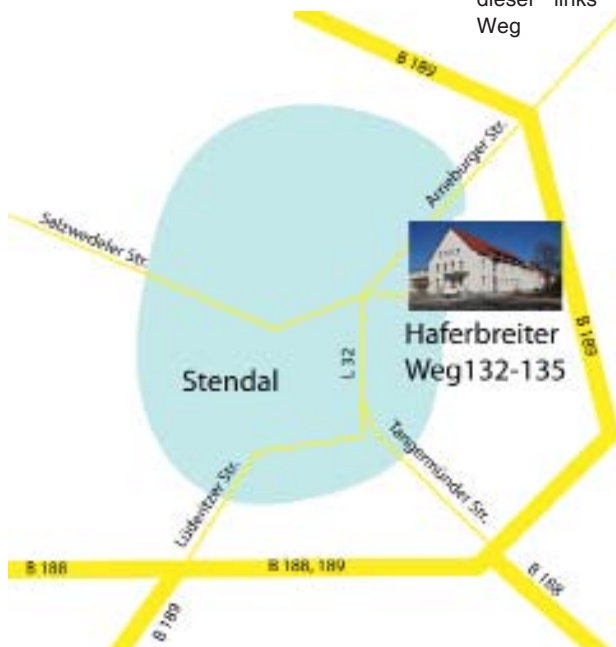 dieser links
Weg
B 189
Arneburger Str.
Salzwedeler Str.
B 189
Haferbreiter
Weg132-135
L 32
Stendal
Tangermünder Str.
Lüderitzer Str.
B 188
B 188, 189
B 188
B 189